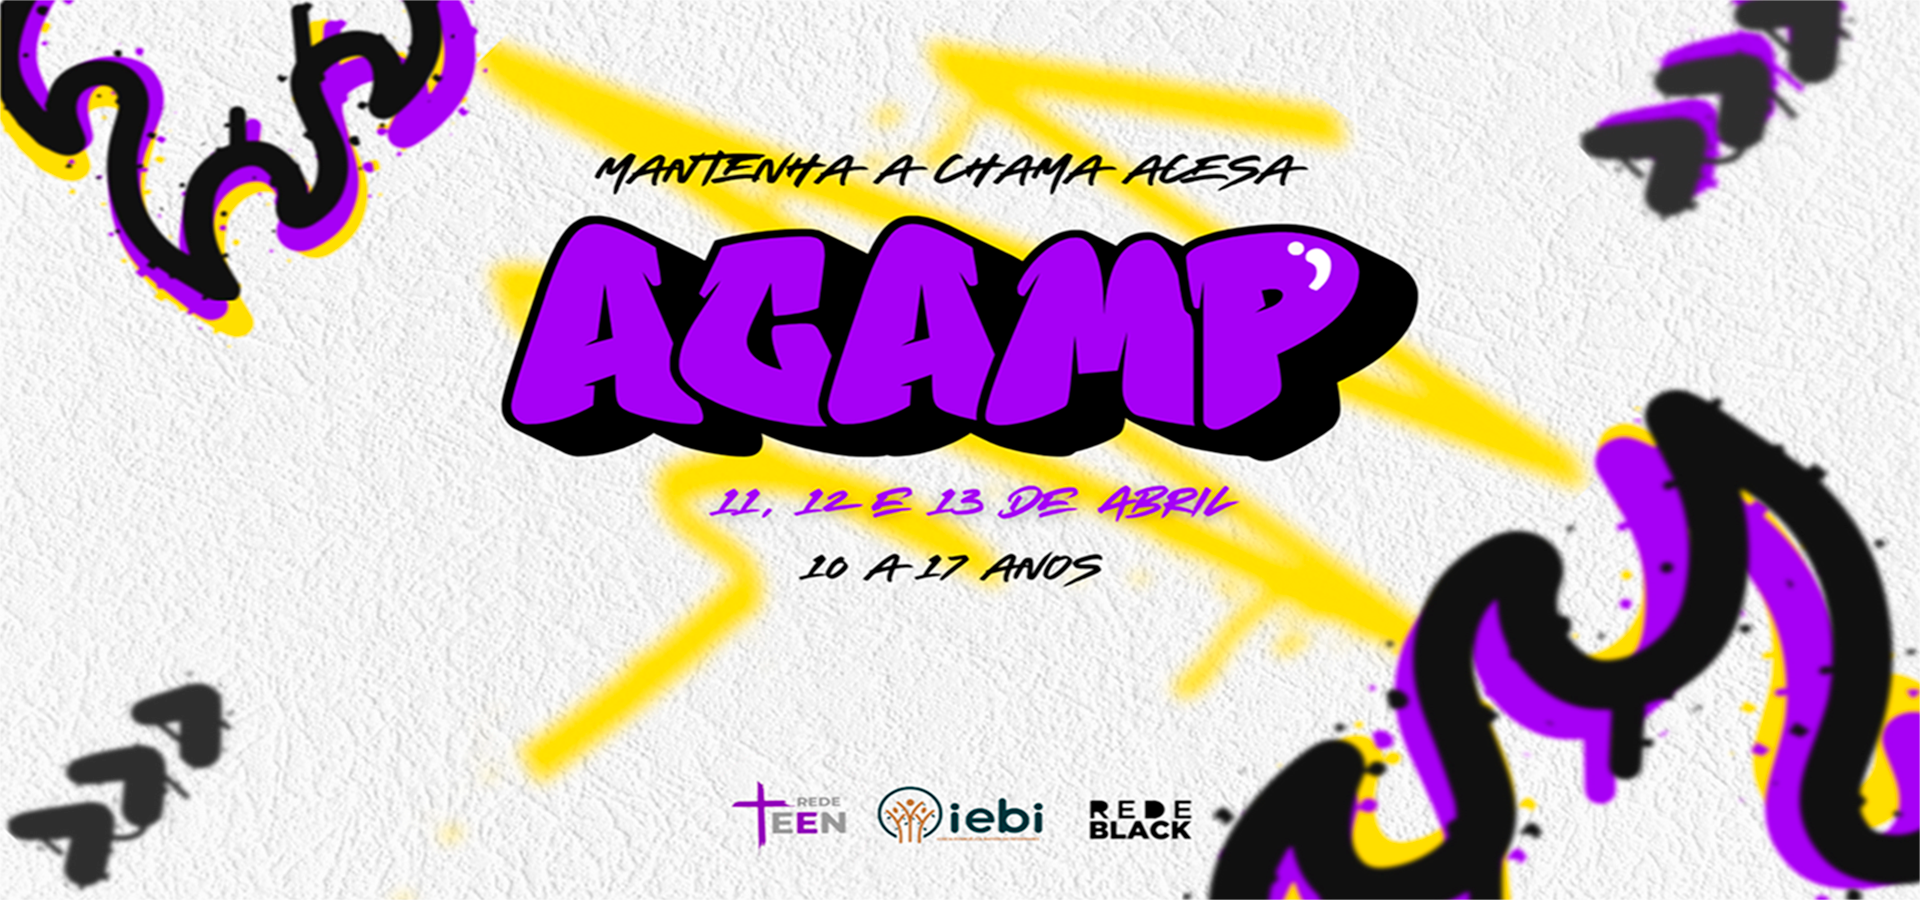 MANTENHA A CHAMA ACESA
ACAMP
11, 12 E 13 DE ABRIL
10 A 17 ANOS
REDE
TEEN
iebi
REDE
BLACK